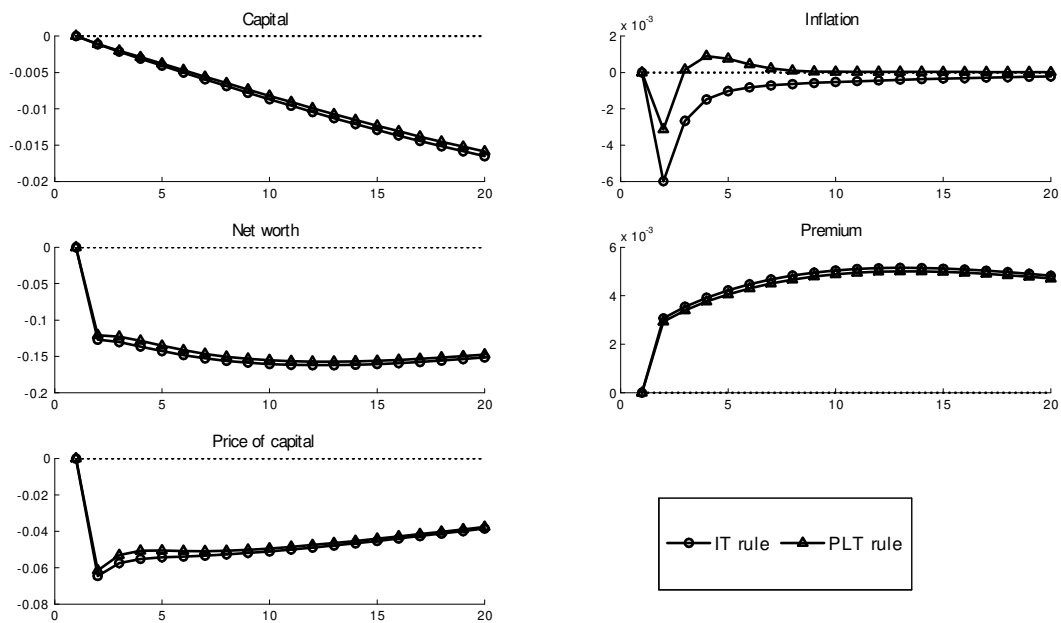 Capital
0
-0.005
-0.01
-0.015
-0.02
0 5 10 15 20
Inflation
x 10⁻³
2
0
-2
-4
-6
0 5 10 15 20
Net worth
0
-0.05
-0.1
-0.15
-0.2
0 5 10 15 20
Premium
x 10⁻³
6
4
2
0
0 5 10 15 20
Price of capital
0
-0.02
-0.04
-0.06
-0.08
0 5 10 15 20
IT rule PLT rule